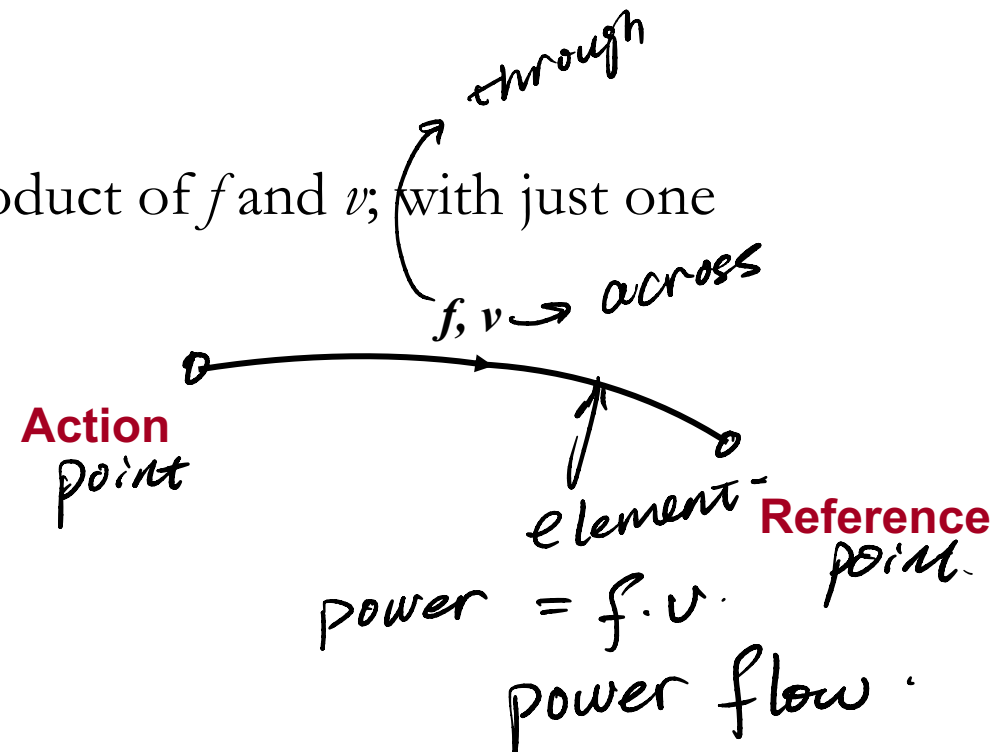 through
oduct of f and v; with just one
f, v → across
Action
point
element
Reference
point.
power = f·v.
power flow.